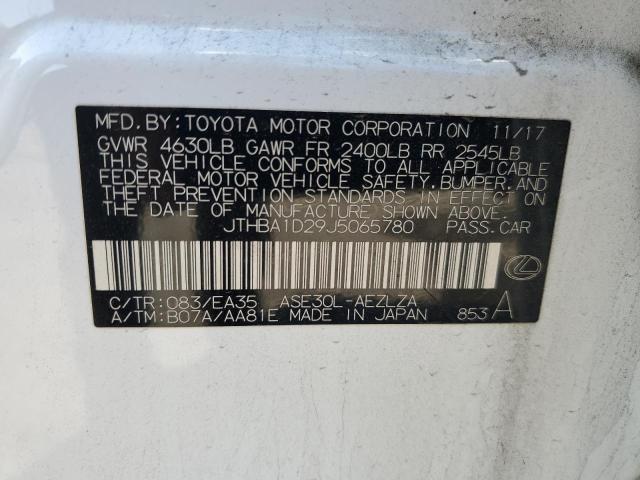 MFD. BY: TOYOTA MOTOR CORPORATION 11/17
GVWR 4630LB GAWR FR 2400LB RR 2545LB
THIS VEHICLE CONFORMS TO ALL APPLICABLE
FEDERAL MOTOR VEHICLE SAFETY, BUMPER, AND
THEFT PREVENTION STANDARDS IN EFFECT ON
THE DATE OF MANUFACTURE SHOWN ABOVE.
JTHBA1D29J5065780 PASS. CAR
C/TR: 083/EA35 ASE30L-AEZLZA
A/TM: B07A/AA81E MADE IN JAPAN 853 A